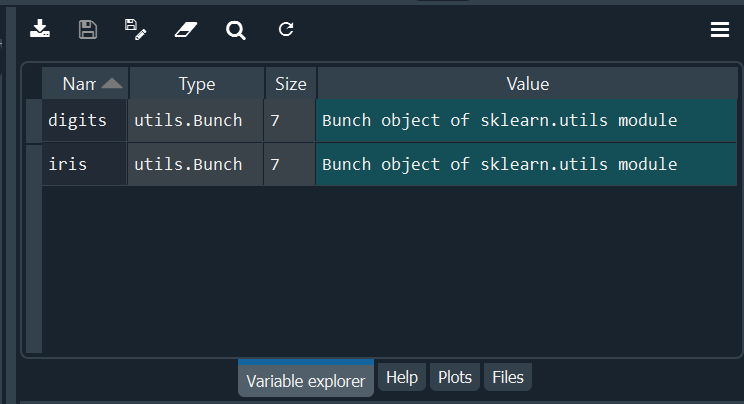 Nam Type Size Value
digits utils.Bunch 7 Bunch object of sklearn.utils module
iris utils.Bunch 7 Bunch object of sklearn.utils module
Variable explorer Help Plots Files